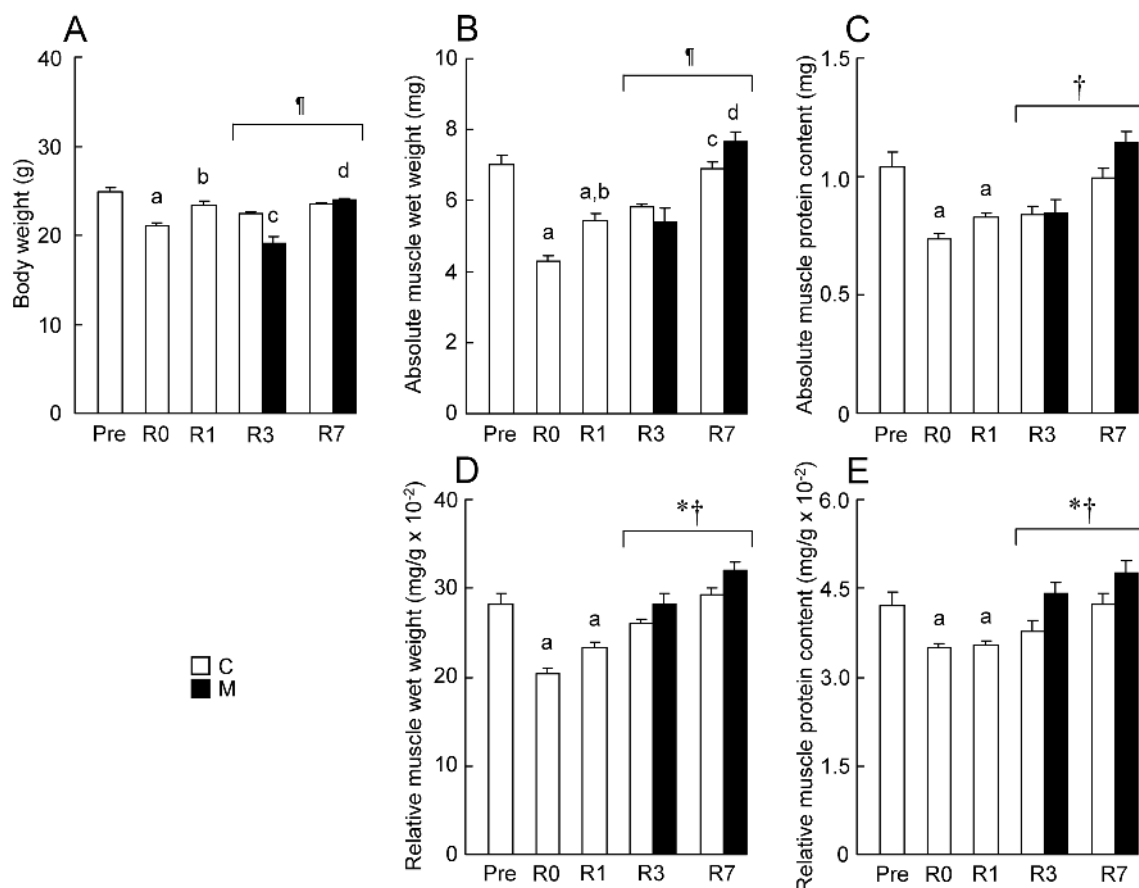 A
Body weight (g)
40
30
20
10
0
¶
a
b
c
d
Pre R0 R1 R3 R7
B
Absolute muscle wet weight (mg)
10
8
6
4
2
0
¶
a
a,b
c
d
Pre R0 R1 R3 R7
C
Absolute muscle protein content (mg)
1.5
1.0
0.5
0
†
a
a
Pre R0 R1 R3 R7
C
M
D
Relative muscle wet weight (mg/g x 10-2)
40
30
20
10
0
*†
a
a
Pre R0 R1 R3 R7
E
Relative muscle protein content (mg/g x 10-2)
6.0
4.5
3.0
1.5
0
*†
a
a
Pre R0 R1 R3 R7